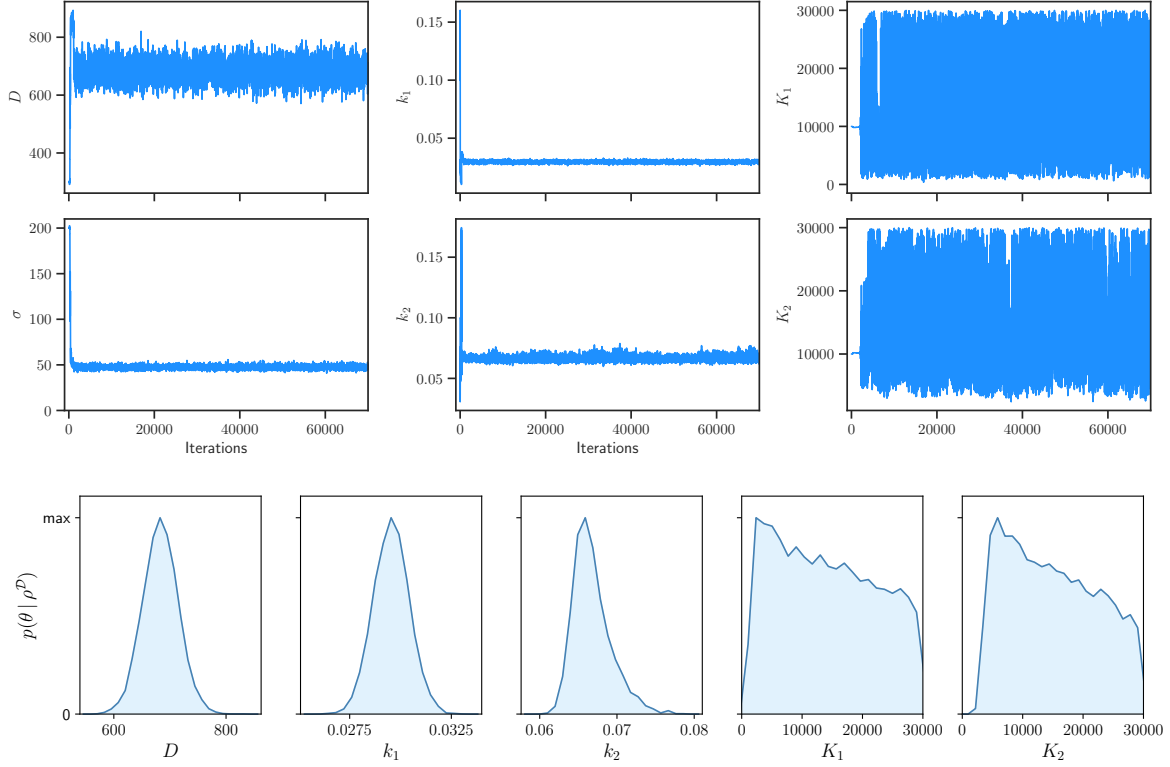 800
600
400
D
0.15
0.10
0.05
k₁
30000
20000
10000
0
K₁
200
150
100
50
0
σ
0 20000 40000 60000
Iterations
0.15
0.10
0.05
k₂
0 20000 40000 60000
Iterations
30000
20000
10000
K₂
0 20000 40000 60000
max
0
p(θ | ρᴰ)
600 800
D
0.0275 0.0325
k₁
0.06 0.07 0.08
k₂
0 10000 20000 30000
K₁
0 10000 20000 30000
K₂